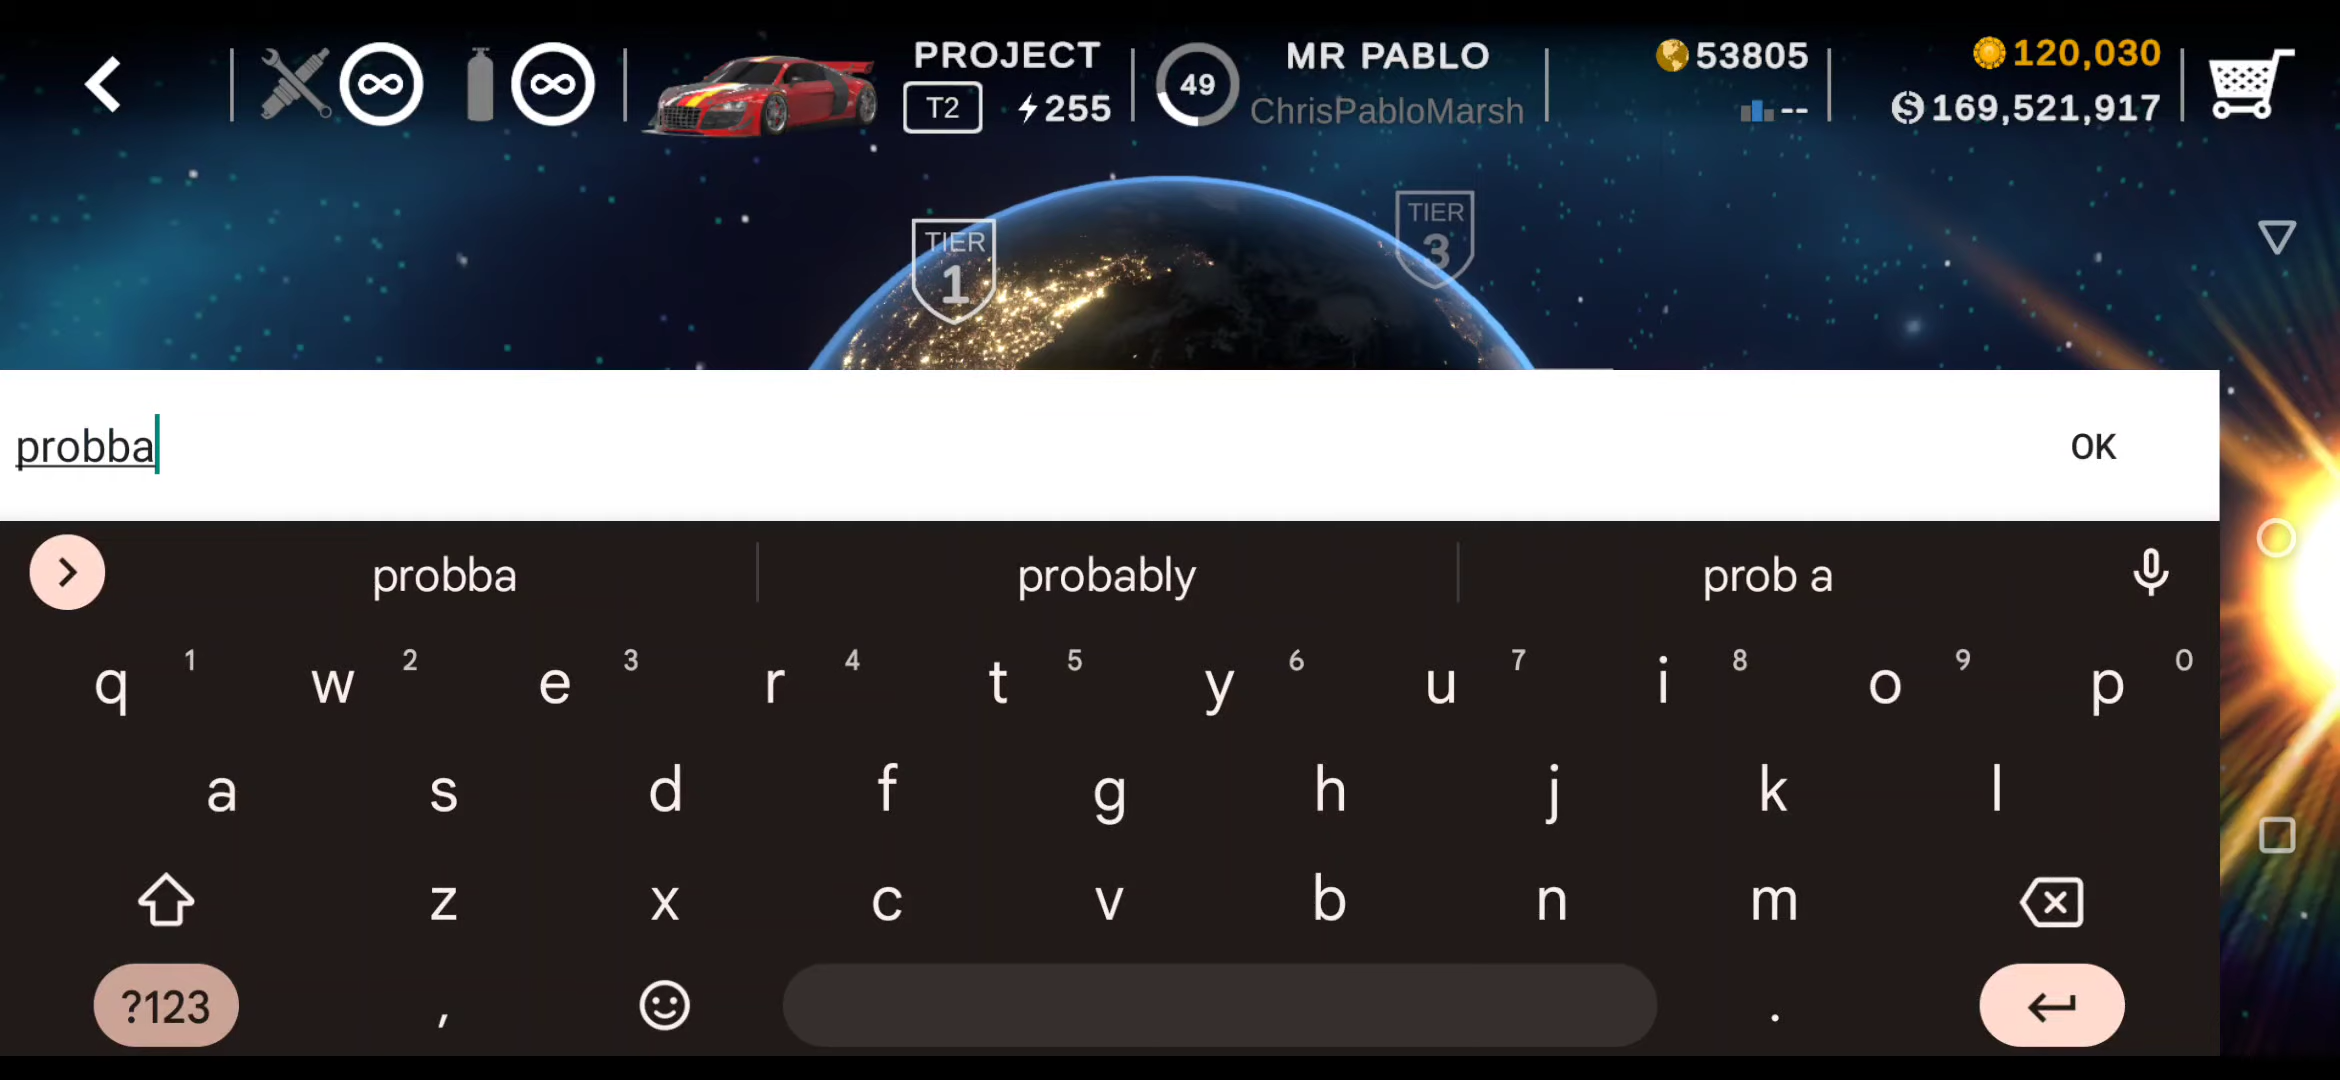 PROJECT
T2 255
49
MR PABLO
ChrisPabloMarsh
53805
--
120,030
169,521,917
TIER
1
TIER
3
probba
OK
probba probably prob a
q 1 w 2 e 3 r 4 t 5 y 6 u 7 i 8 o 9 p 0
a s d f g h j k l
z x c v b n m
?123 , .